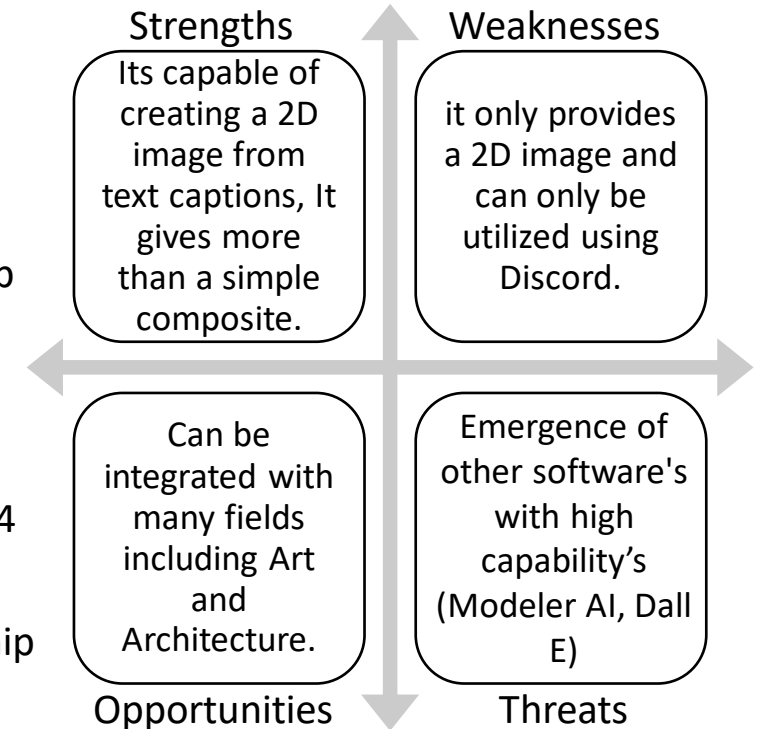 Strengths
Its capable of
creating a 2D
image from
text captions, It
gives more
than a simple
composite.
Weaknesses
it only provides
a 2D image and
can only be
utilized using
Discord.
Can be
integrated with
many fields
including Art
and
Architecture.
Opportunities
Emergence of
other software's
with high
capability’s
(Modeler AI, Dall
E)
Threats
4